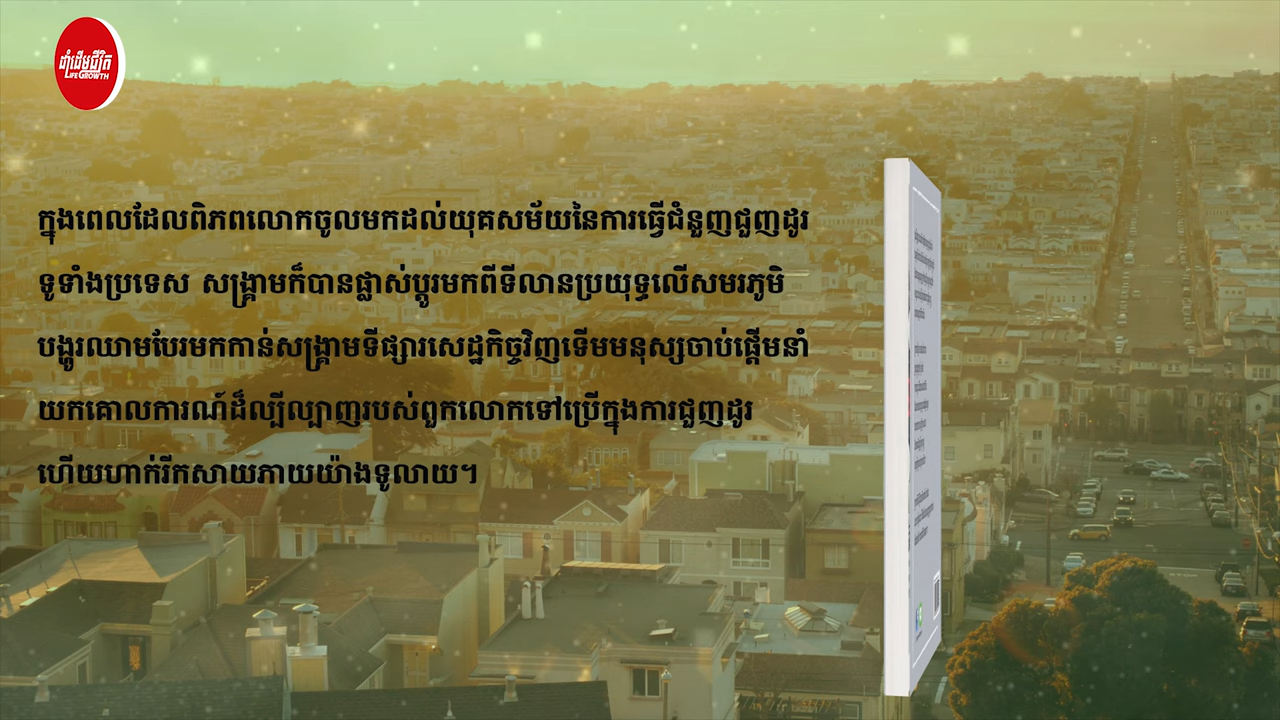 ដាំដើមជីវិត
LIFE GROWTH
ក្នុងពេលដែលពិភពលោកចូលមកដល់យុគសម័យនៃការធ្វើជំនួញជួញដូរ
ទូទាំងប្រទេស សង្គ្រាមក៏បានផ្លាស់ប្តូរមកពីទីលានប្រយុទ្ធលើសមរភូមិ
បង្ហូរឈាមបែរមកកាន់សង្គ្រាមទីផ្សារសេដ្ឋកិច្ចវិញទើមមនុស្សចាប់ផ្តើមនាំ
យកគោលការណ៍ដ៏ល្បីល្បាញរបស់ពួកលោកទៅប្រើក្នុងការជួញដូរ
ហើយហាក់រីកសាយភាយយ៉ាងទូលាយ។